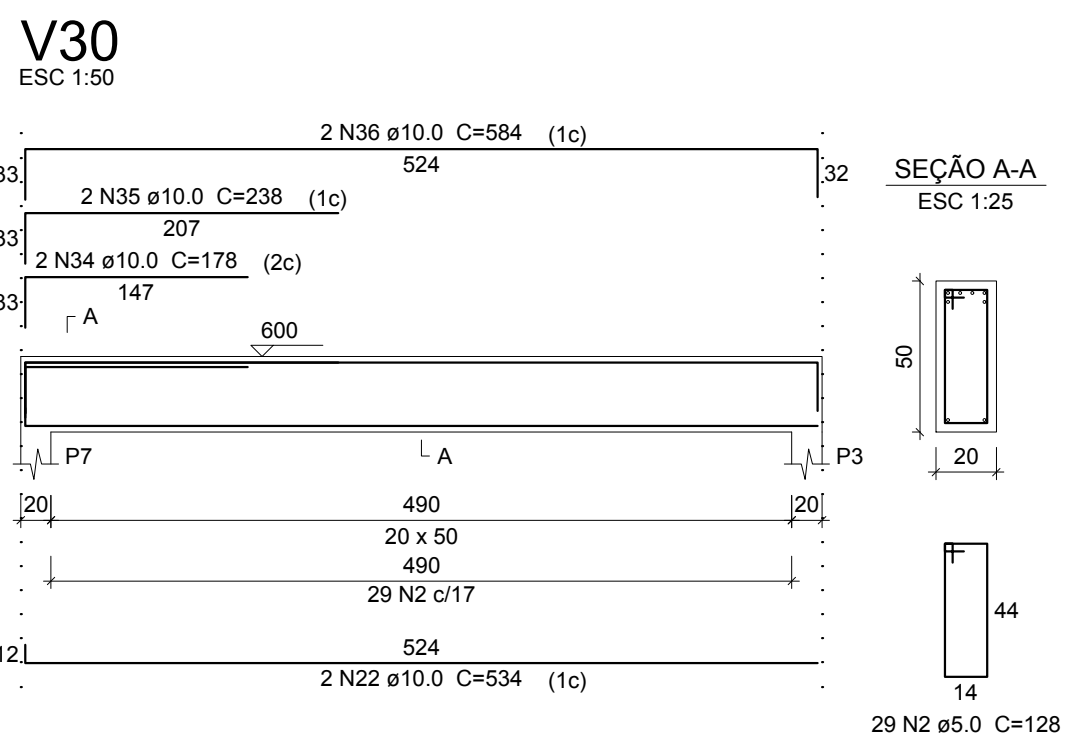 V30
ESC 1:50
2 N36 ø10.0 C=584 (1c)
33
524
32
2 N35 ø10.0 C=238 (1c)
33
207
2 N34 ø10.0 C=178 (2c)
33
147
A
600
P7
A
P3
20
490
20
20 x 50
490
29 N2 c/17
12
524
2 N22 ø10.0 C=534 (1c)
SEÇÃO A-A
ESC 1:25
50
20
44
14
29 N2 ø5.0 C=128